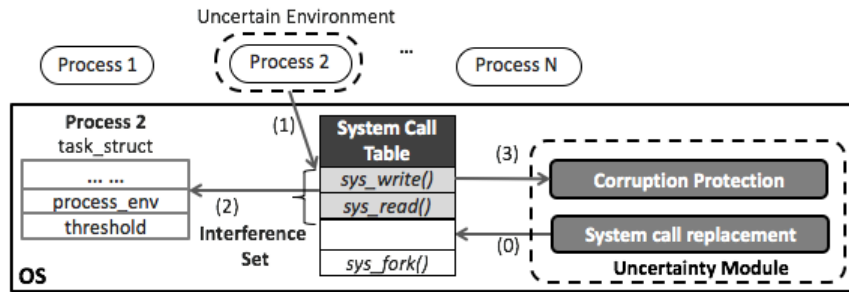 Uncertain Environment
Process 1
Process 2
...
Process N
(1)
Process 2
task_struct
... ...
process_env
threshold
(2)
Interference
Set
System Call
Table
sys_write()
sys_read()
sys_fork()
(3)
Corruption Protection
(0)
System call replacement
Uncertainty Module
OS